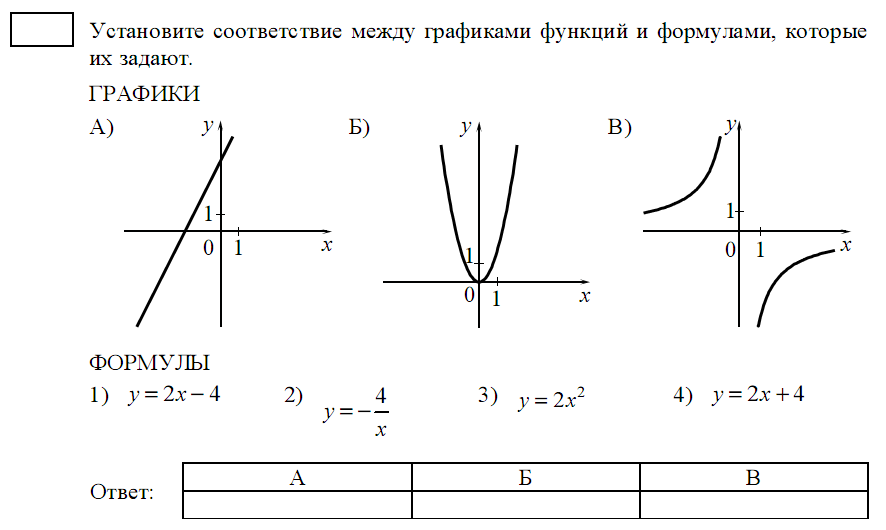 Установите соответствие между графиками функций и формулами, которые
их задают.
ГРАФИКИ
А) y 1 0 1 x Б) y 1 0 1 x В) y 1 0 1 x
ФОРМУЛЫ
1) y = 2x − 4 2) y = −4/x 3) y = 2x² 4) y = 2x + 4
Ответ: А Б В